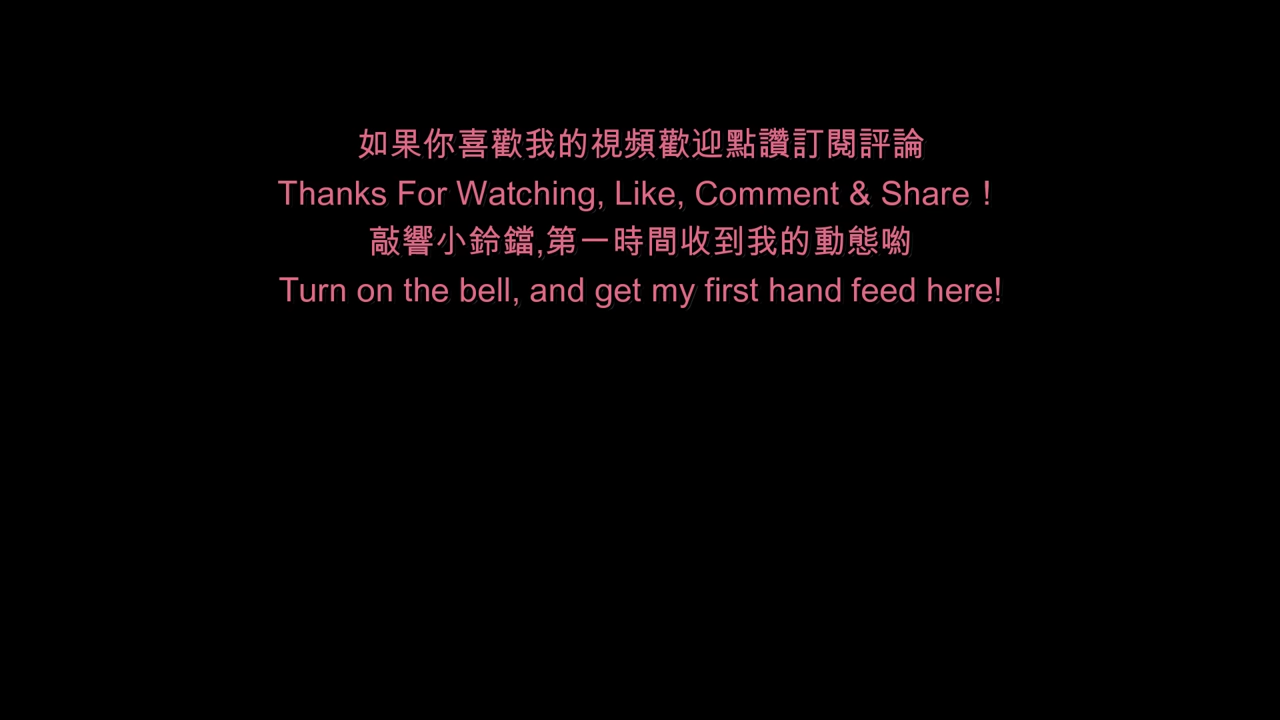 如果你喜歡我的視頻歡迎點讚訂閱評論
Thanks For Watching, Like, Comment & Share！
敲響小鈴鐺,第一時間收到我的動態喲
Turn on the bell, and get my first hand feed here!